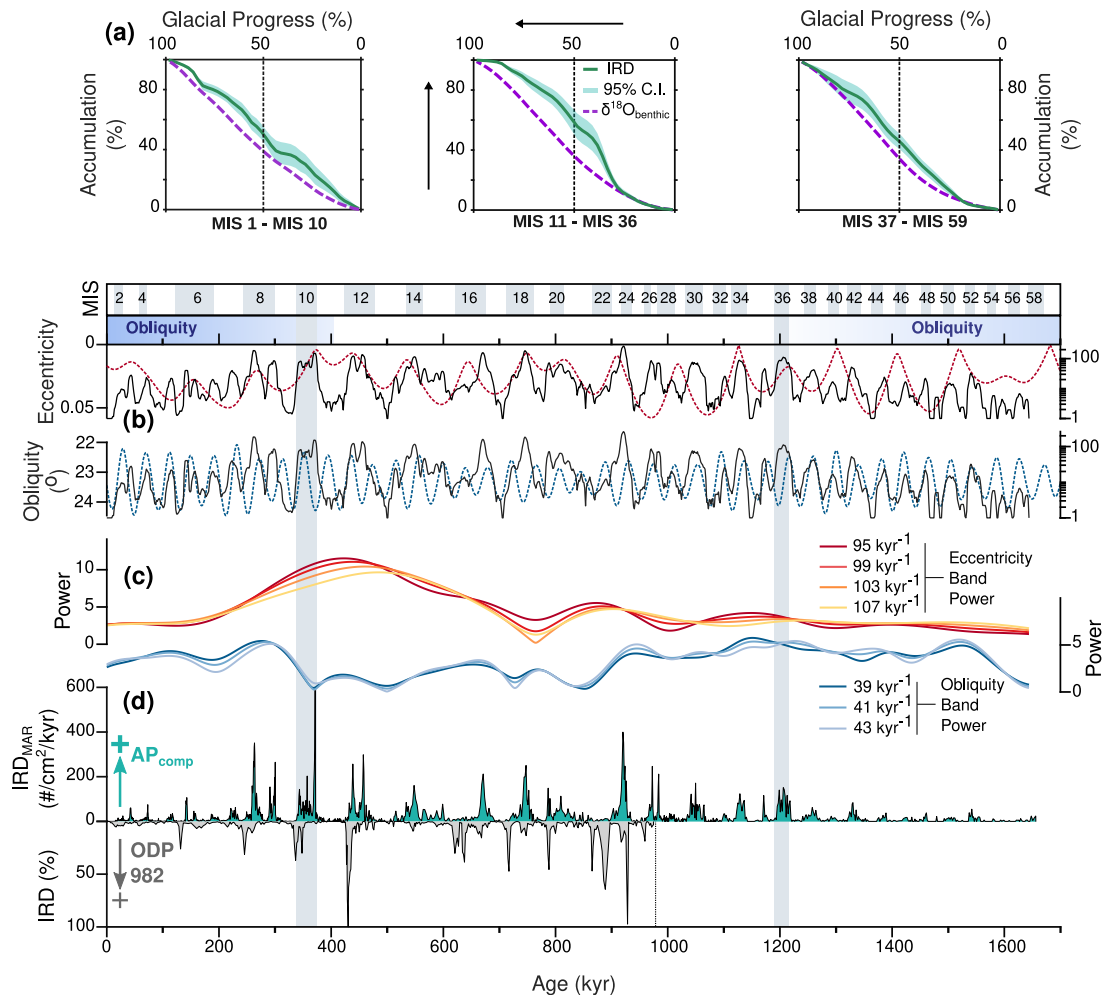 (a)
Glacial Progress (%)
100 50 0
80
40
0
Accumulation
(%)
MIS 1 - MIS 10
100 50 0
80
40
0
IRD
95% C.I.
δ18Obenthic
MIS 11 - MIS 36
Glacial Progress (%)
100 50 0
80
40
0
Accumulation
(%)
MIS 37 - MIS 59
MIS
2 4 6 8 10 12 14 16 18 20 22 24 26 28 30 32 34 36 38 40 42 44 46 48 50 52 54 56 58
Obliquity Obliquity
0
0.05
Eccentricity
100
1
(b)
22
23
24
Obliquity
(o)
100
1
(c)
10
5
0
Power
95 kyr-1
99 kyr-1
103 kyr-1
107 kyr-1
Eccentricity
Band
Power
5
0
Power
39 kyr-1
41 kyr-1
43 kyr-1
Obliquity
Band
Power
(d)
600
400
200
0
IRDMAR
(#/cm2/kyr)
APcomp
ODP
982
50
100
IRD (%)
0 200 400 600 800 1000 1200 1400 1600
Age (kyr)